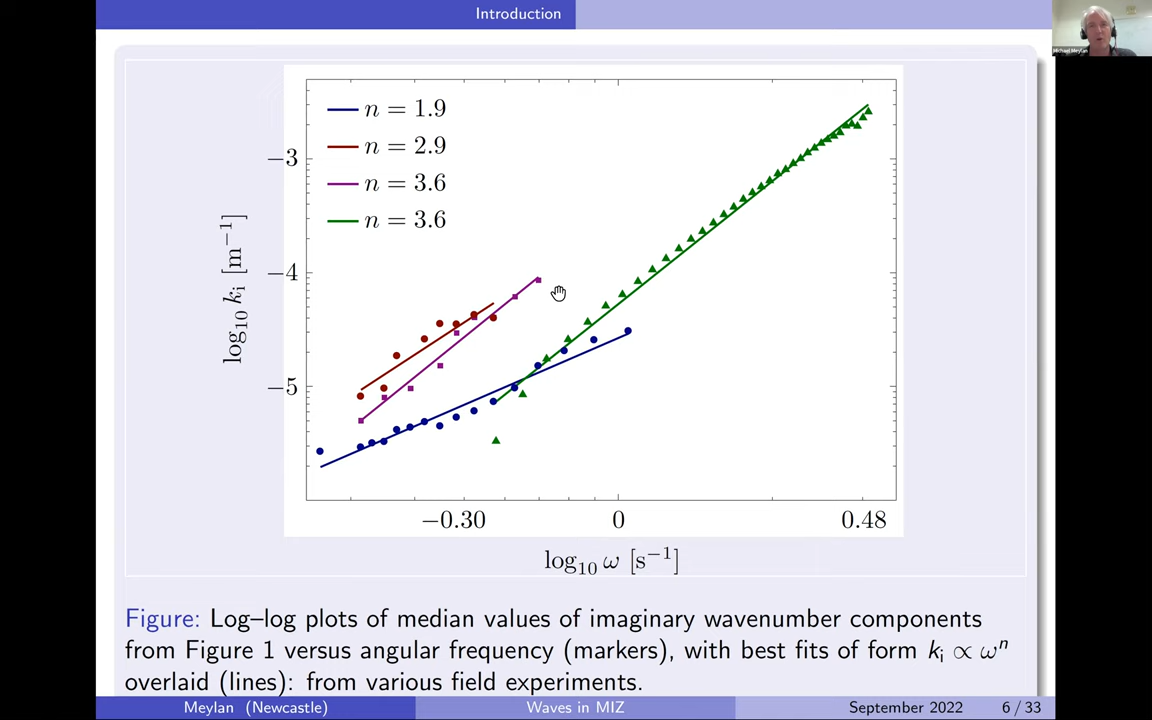 Introduction
Michael Meylan
n = 1.9
n = 2.9
n = 3.6
n = 3.6
−3
−4
−5
log₁₀ kᵢ [m⁻¹]
−0.30 0 0.48
log₁₀ ω [s⁻¹]
Figure: Log–log plots of median values of imaginary wavenumber components
from Figure 1 versus angular frequency (markers), with best fits of form kᵢ ∝ ωⁿ
overlaid (lines): from various field experiments.
Meylan (Newcastle) Waves in MIZ September 2022 6 / 33